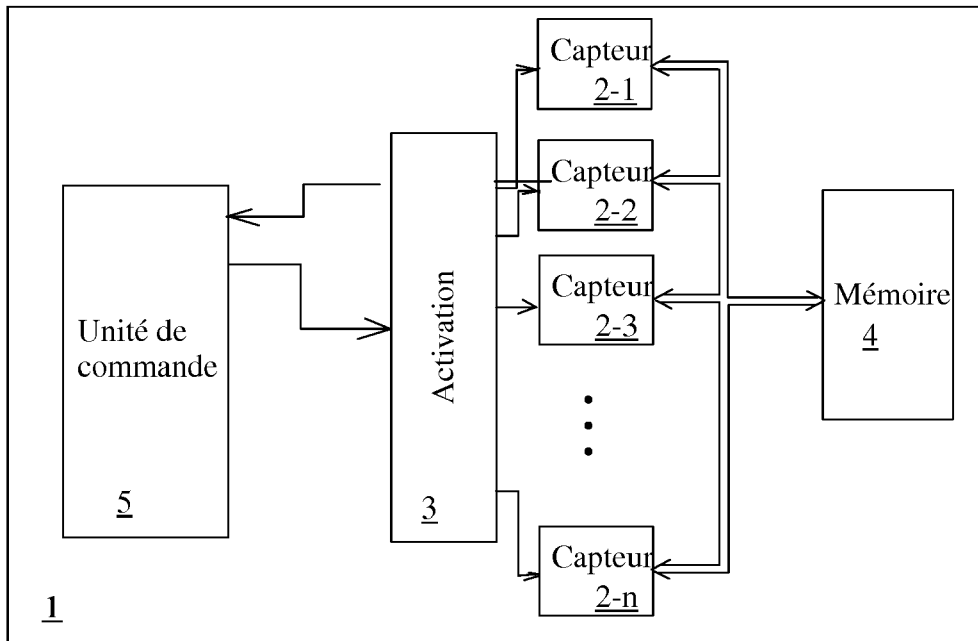 Capteur
2-1
Capteur
2-2
Capteur
2-3
Capteur
2-n
Unité de
commande
5
Activation
3
Mémoire
4
1